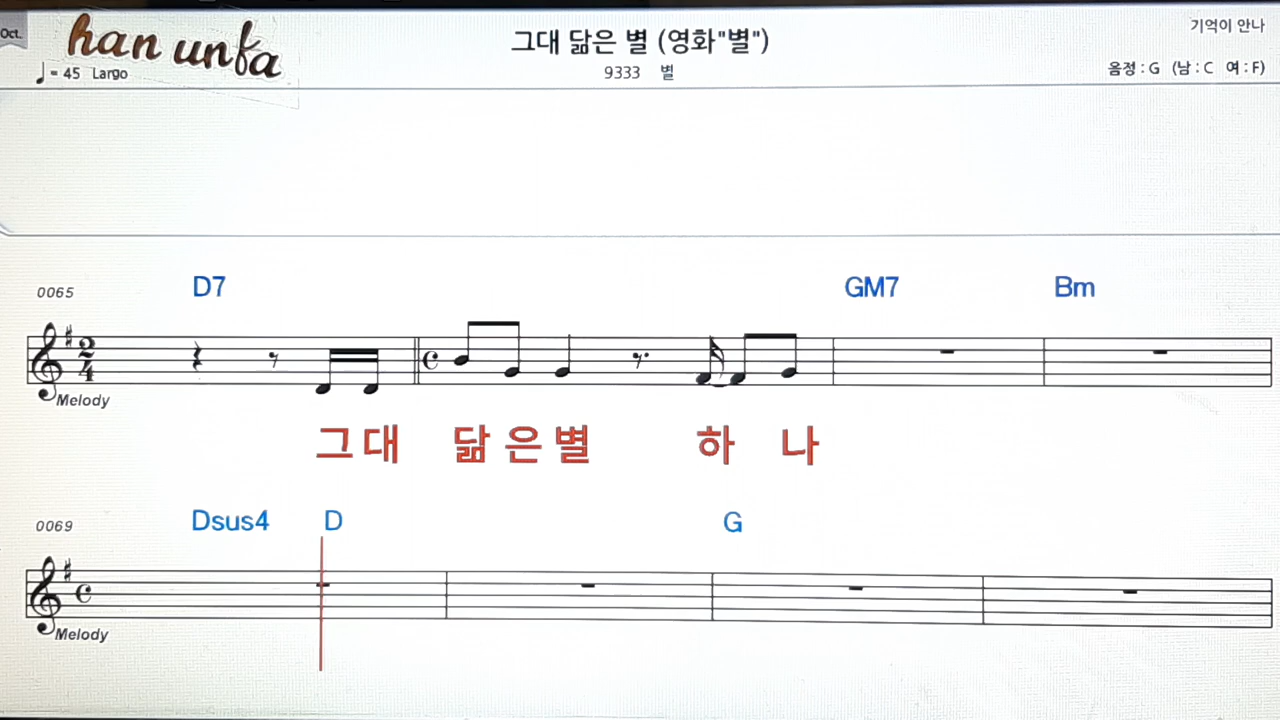 Oct.
han unfa
♩= 45 Largo
그대 닮은 별 (영화"별")
9333 별
기억이 안나
음정 : G (남 : C 여 : F)
0065 D7 GM7 Bm
2/4
Melody
그대 닮 은 별 하 나
0069 Dsus4 D G
Melody